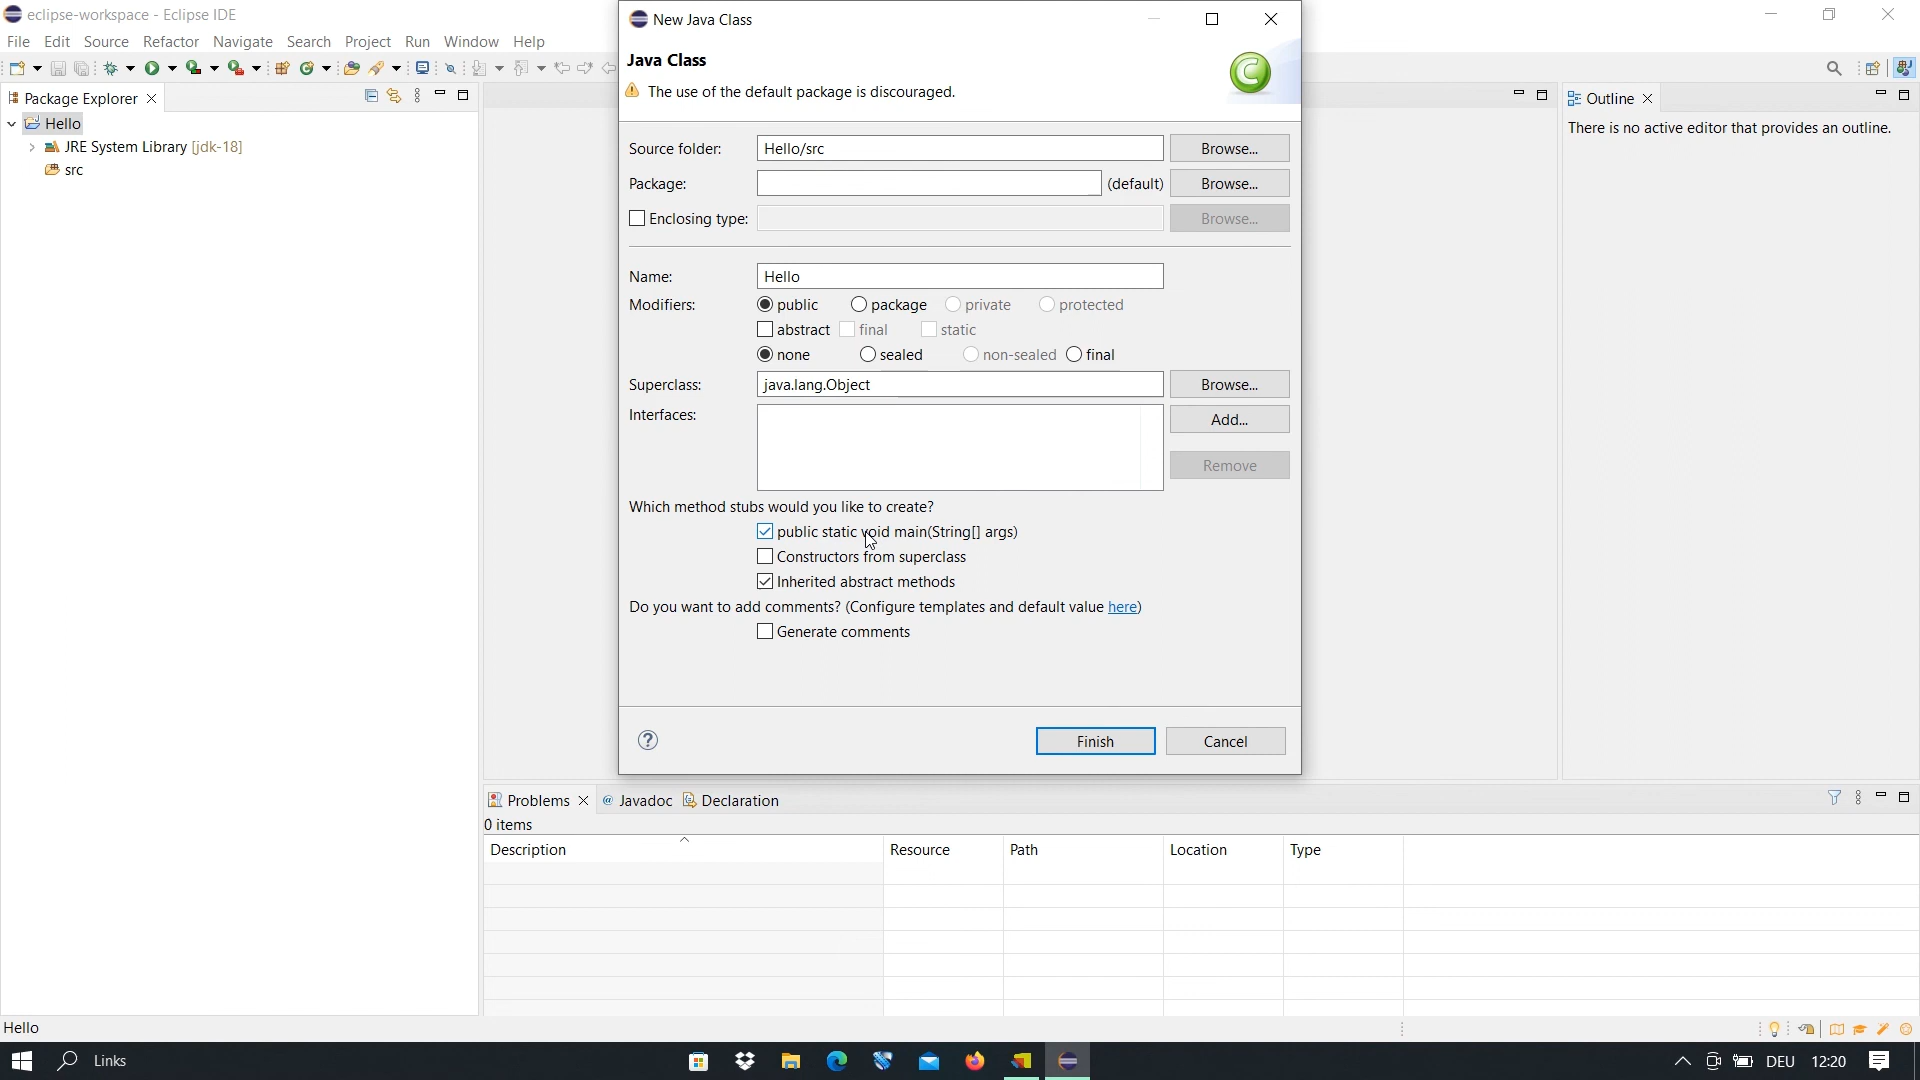 eclipse-workspace - Eclipse IDE
File Edit Source Refactor Navigate Search Project Run Window Help
Package Explorer
Hello
JRE System Library [jdk-18]
src
New Java Class
Java Class
The use of the default package is discouraged.
Source folder: Hello/src Browse...
Package: (default) Browse...
Enclosing type: Browse...
Name: Hello
Modifiers: public package private protected
abstract final static
none sealed non-sealed final
Superclass: java.lang.Object Browse...
Interfaces: Add...
Remove
Which method stubs would you like to create?
public static void main(String[] args)
Constructors from superclass
Inherited abstract methods
Do you want to add comments? (Configure templates and default value here)
Generate comments
Finish Cancel
Outline
There is no active editor that provides an outline.
Problems Javadoc Declaration
0 items
Description Resource Path Location Type
Hello
Links DEU 12:20